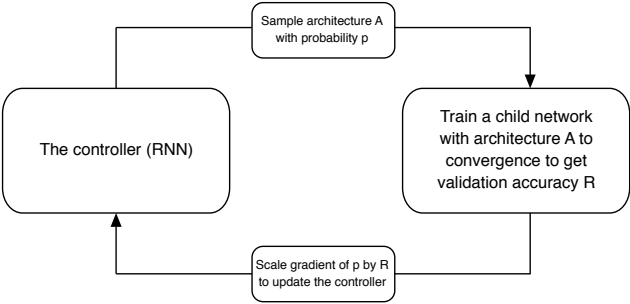 Sample architecture A
with probability p
The controller (RNN)
Train a child network
with architecture A to
convergence to get
validation accuracy R
Scale gradient of p by R
to update the controller